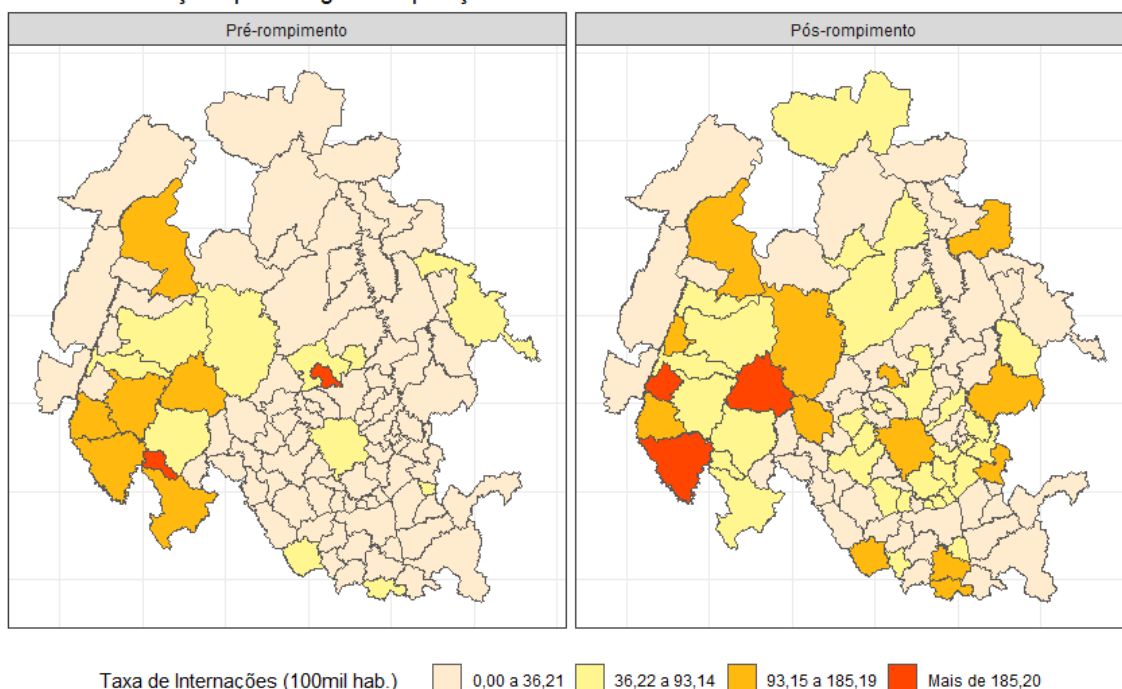 Pré-rompimento
Pós-rompimento
Taxa de Internações (100mil hab.)
0,00 a 36,21
36,22 a 93,14
93,15 a 185,19
Mais de 185,20